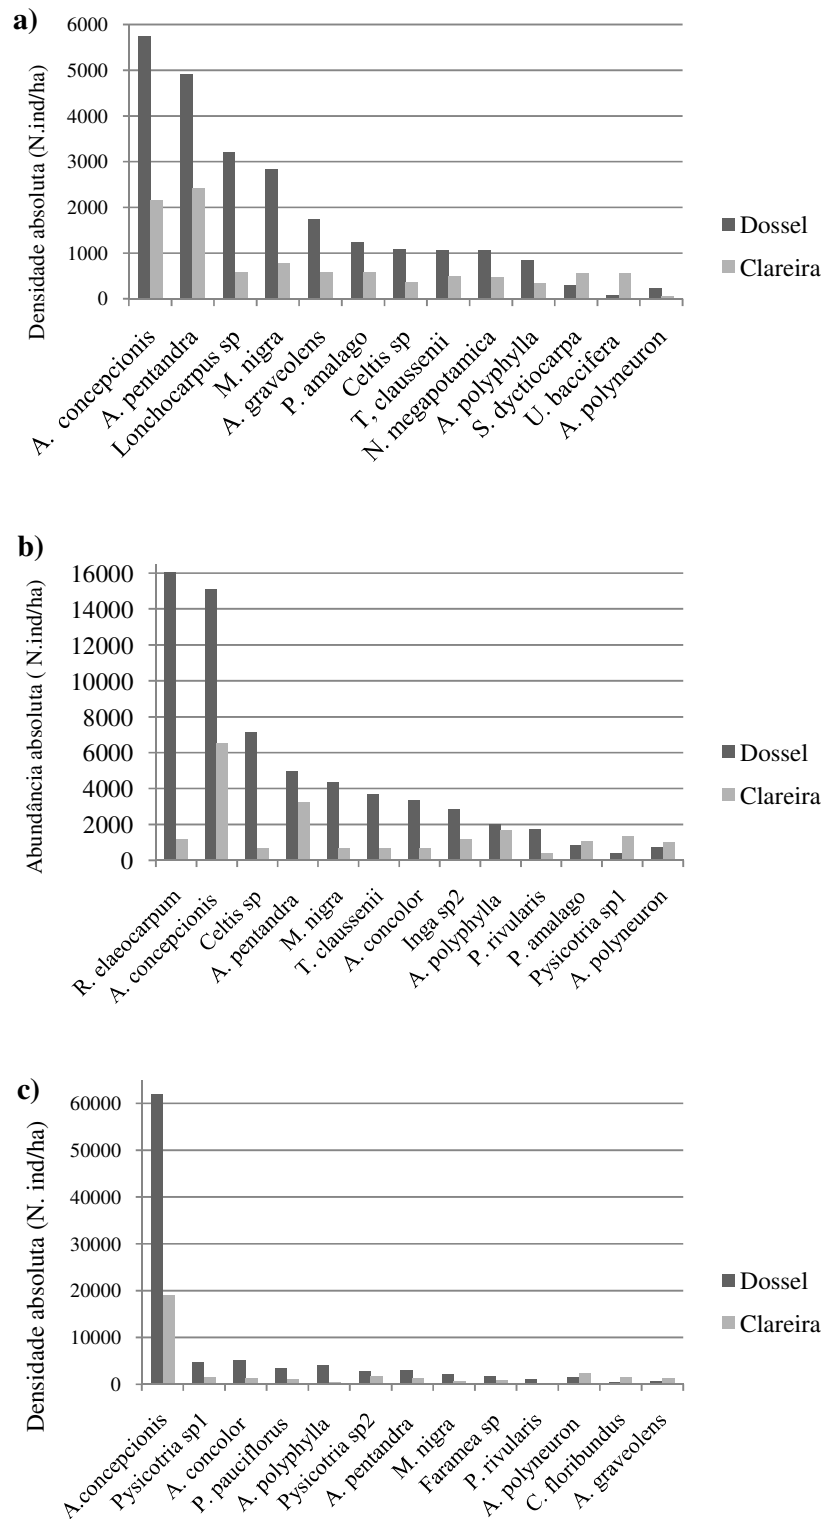 a)
Densidade absoluta (N.ind/ha)
6000
5000
4000
3000
2000
1000
0
A. concepcionis
A. pentandra
Lonchocarpus sp
M. nigra
A. graveolens
P. amalago
Celtis sp
T, claussenii
N. megapotamica
A. polyphylla
S. dyctiocarpa
U. baccifera
A. polyneuron
Dossel
Clareira
b)
Abundância absoluta ( N.ind/ha)
16000
14000
12000
10000
8000
6000
4000
2000
0
R. elaeocarpum
A. concepcionis
Celtis sp
A. pentandra
M. nigra
T. claussenii
A. concolor
Inga sp2
A. polyphylla
P. rivularis
P. amalago
Pysicotria sp1
A. polyneuron
Dossel
Clareira
c)
Densidade absoluta (N. ind/ha)
60000
50000
40000
30000
20000
10000
0
A.concepcionis
Pysicotria sp1
A. concolor
P. pauciflorus
A. polyphylla
Pysicotria sp2
A. pentandra
M. nigra
Faramea sp
P. rivularis
A. polyneuron
C. floribundus
A. graveolens
Dossel
Clareira